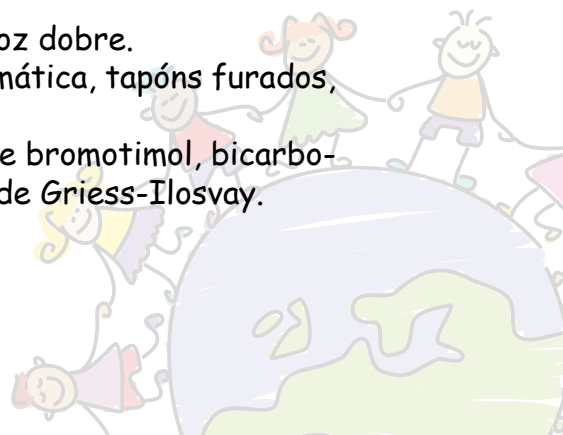 oz dobre.
mática, tapóns furados,
e bromotimol, bicarbo-
de Griess-Ilosvay.